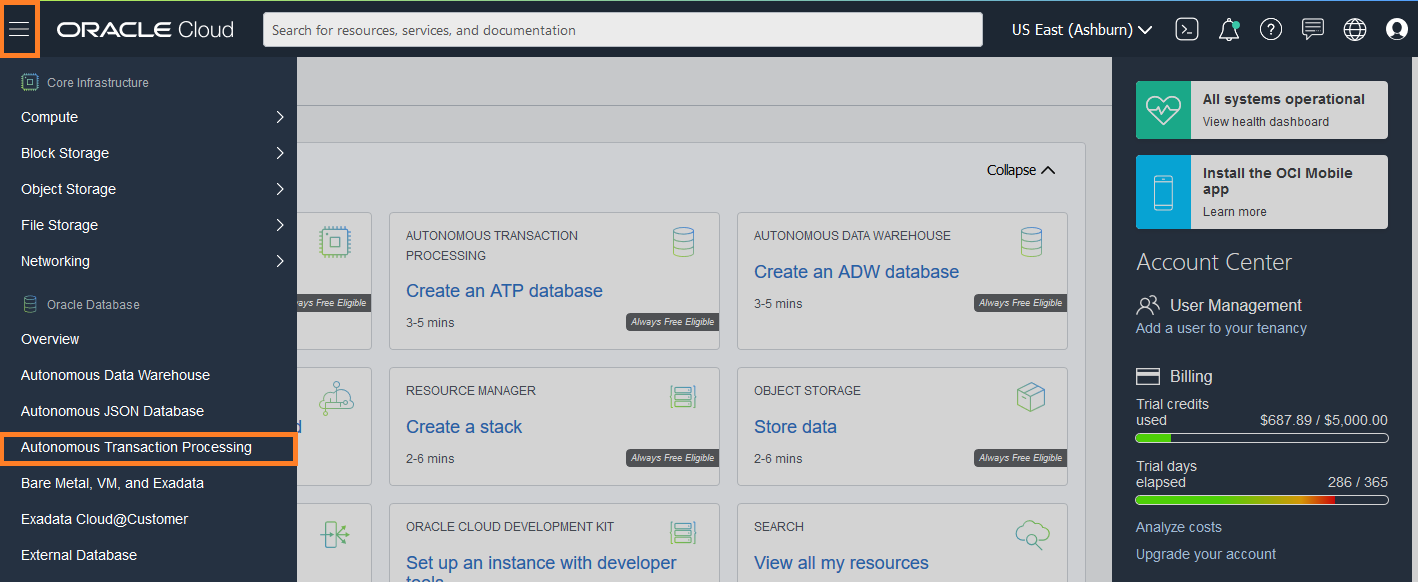 ORACLE Cloud
Search for resources, services, and documentation
US East (Ashburn)
Core Infrastructure
Compute
Block Storage
Object Storage
File Storage
Networking
Oracle Database
Overview
Autonomous Data Warehouse
Autonomous JSON Database
Autonomous Transaction Processing
Bare Metal, VM, and Exadata
Exadata Cloud@Customer
External Database
Collapse
ays Free Eligible
AUTONOMOUS TRANSACTION
PROCESSING
Create an ATP database
3-5 mins
Always Free Eligible
AUTONOMOUS DATA WAREHOUSE
Create an ADW database
3-5 mins
Always Free Eligible
d
RESOURCE MANAGER
Create a stack
2-6 mins
Always Free Eligible
OBJECT STORAGE
Store data
2-6 mins
Always Free Eligible
ORACLE CLOUD DEVELOPMENT KIT
Set up an instance with developer
tools
SEARCH
View all my resources
All systems operational
View health dashboard
Install the OCI Mobile
app
Learn more
Account Center
User Management
Add a user to your tenancy
Billing
Trial credits
used $687.89 / $5,000.00
Trial days
elapsed 286 / 365
Analyze costs
Upgrade your account